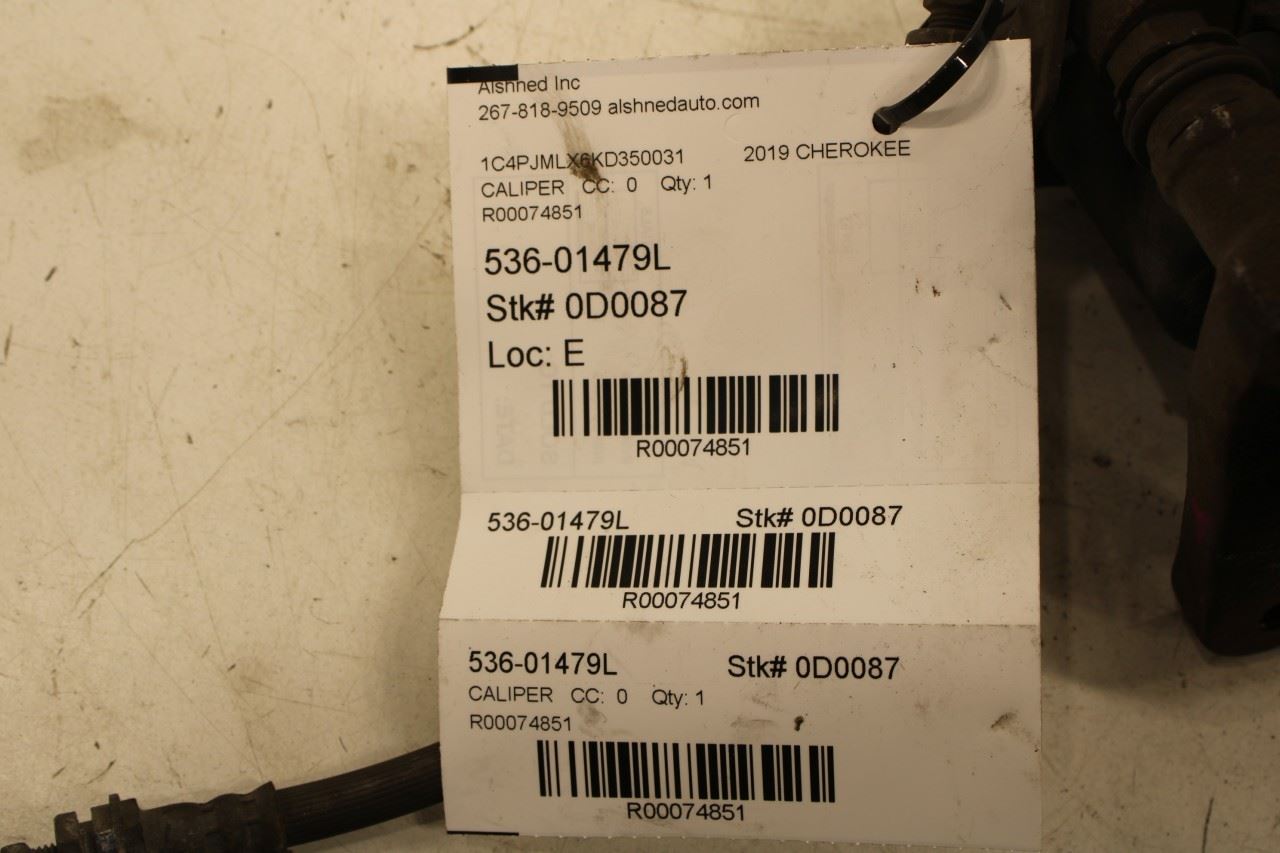 Alshned Inc
267-818-9509 alshnedauto.com
1C4PJMLX6KD350031 2019 CHEROKEE
CALIPER CC: 0 Qty: 1
R00074851
536-01479L
Stk# 0D0087
Loc: E
R00074851
536-01479L Stk# 0D0087
R00074851
536-01479L Stk# 0D0087
CALIPER CC: 0 Qty: 1
R00074851
R00074851